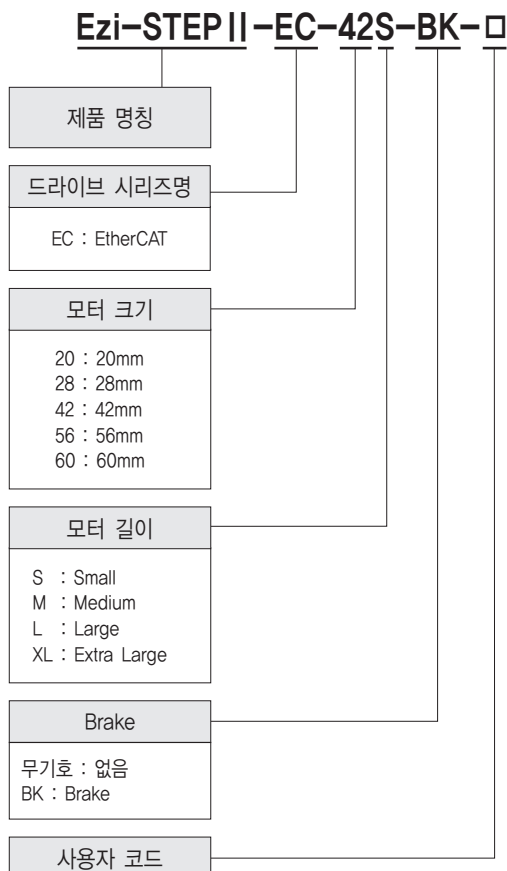 Ezi-STEP II-EC-42S-BK-□
제품 명칭
드라이브 시리즈명
EC : EtherCAT
모터 크기
20 : 20mm
28 : 28mm
42 : 42mm
56 : 56mm
60 : 60mm
모터 길이
S : Small
M : Medium
L : Large
XL : Extra Large
Brake
무기호 : 없음
BK : Brake
사용자 코드